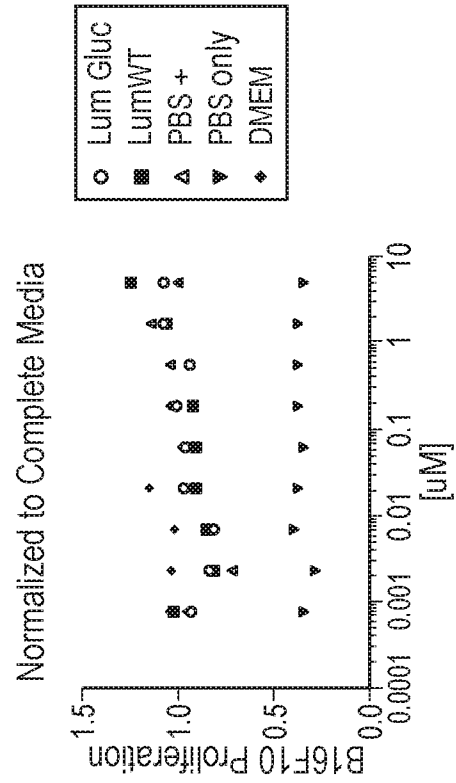 Normalized to Complete Media
B16F10 Proliferation
1.5
1.0
0.5
0.0
0.0001
0.001
0.01
0.1
1
10
[uM]
Lum Gluc
LumWT
PBS +
PBS only
DMEM